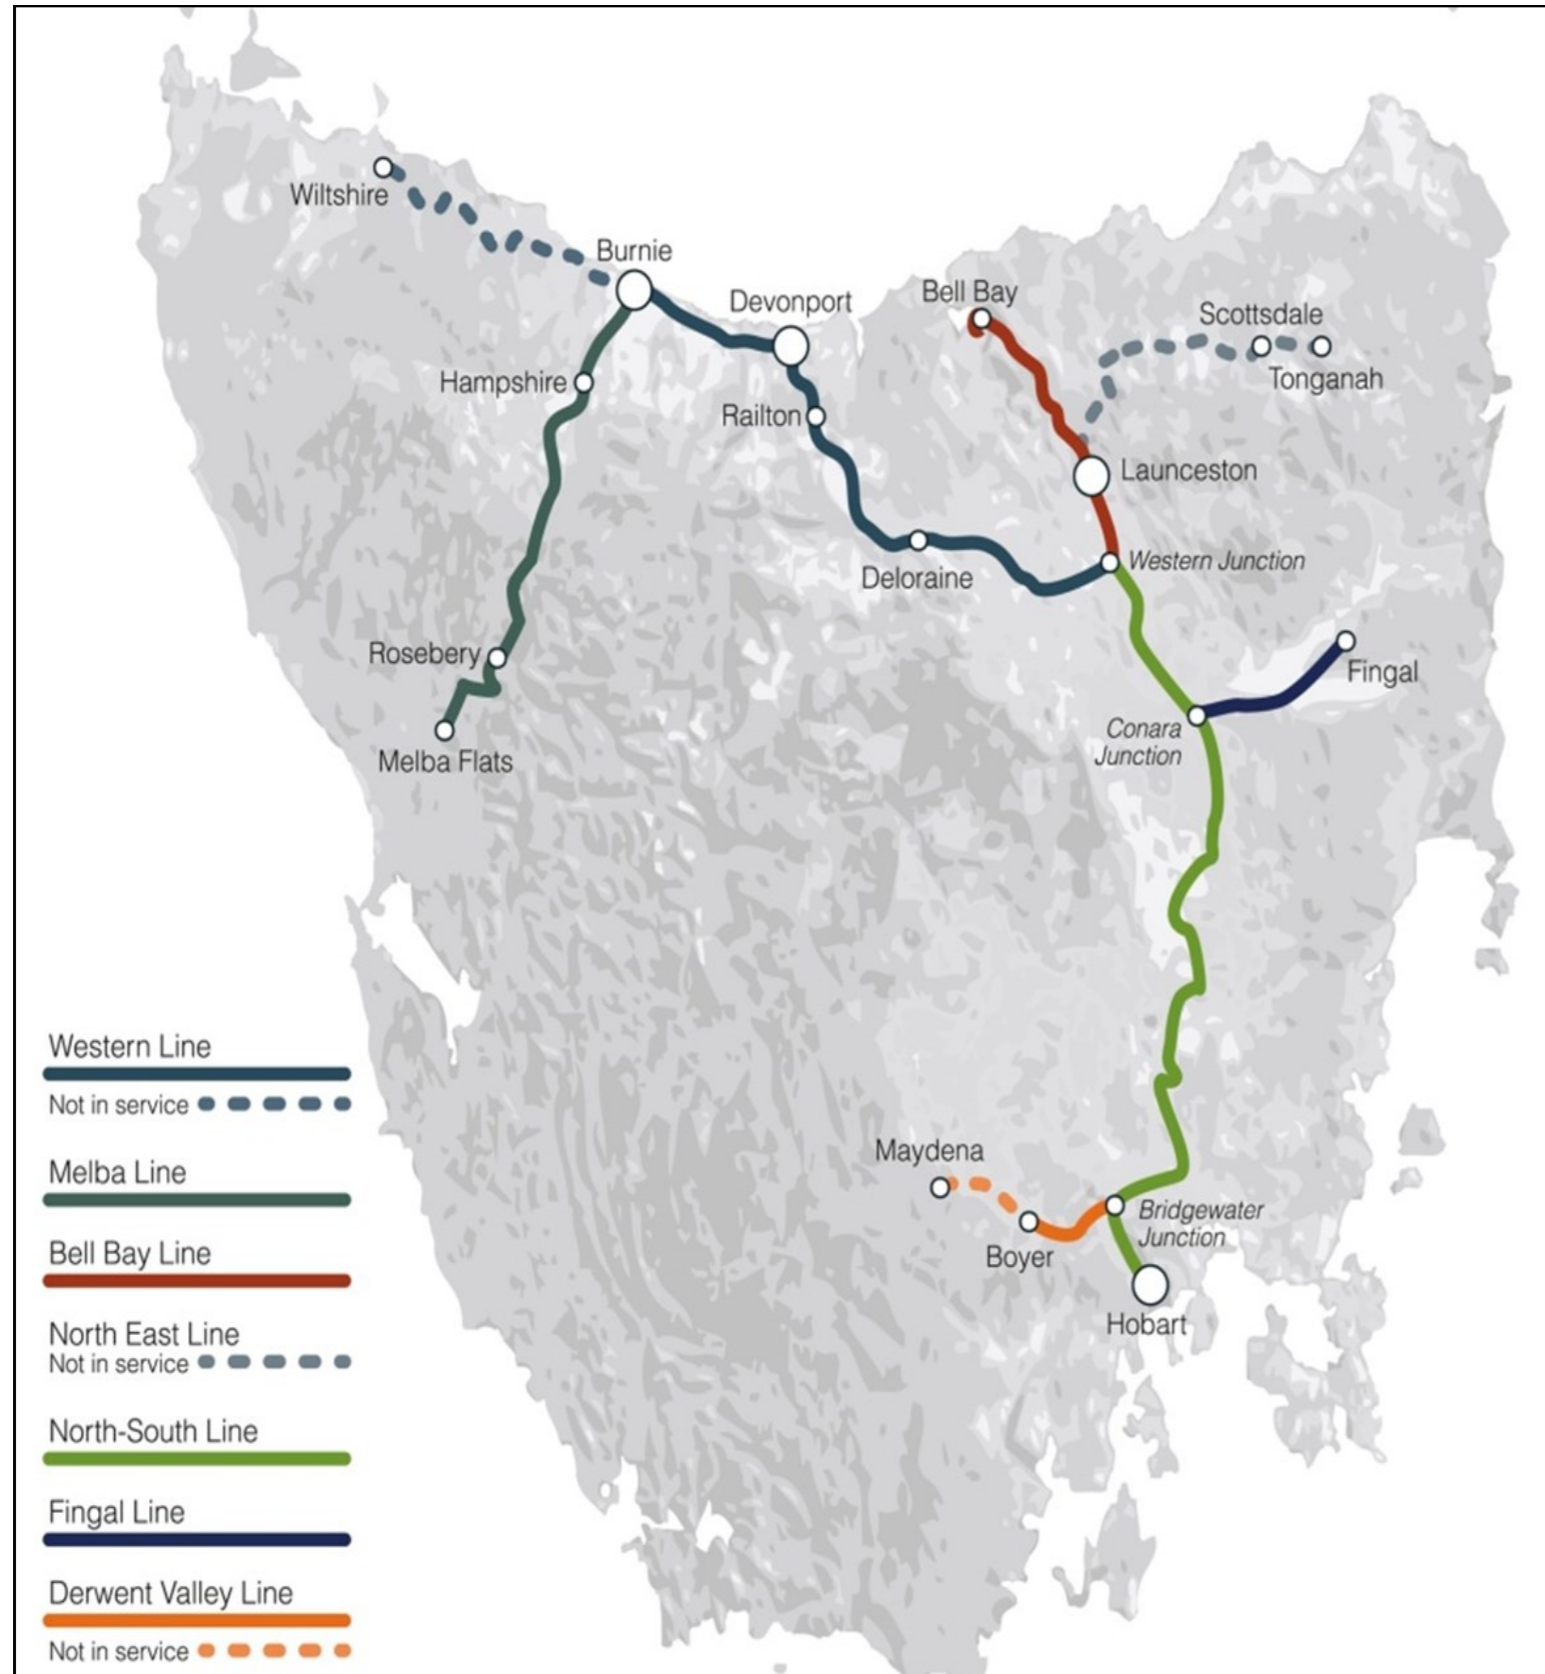 Wiltshire
Burnie
Devonport
Bell Bay
Scottsdale
Tonganah
Hampshire
Railton
Launceston
Western Junction
Deloraine
Rosebery
Fingal
Conara
Junction
Melba Flats
Maydena
Bridgewater
Junction
Boyer
Hobart
Western Line
Not in service
Melba Line
Bell Bay Line
North East Line
Not in service
North-South Line
Fingal Line
Derwent Valley Line
Not in service